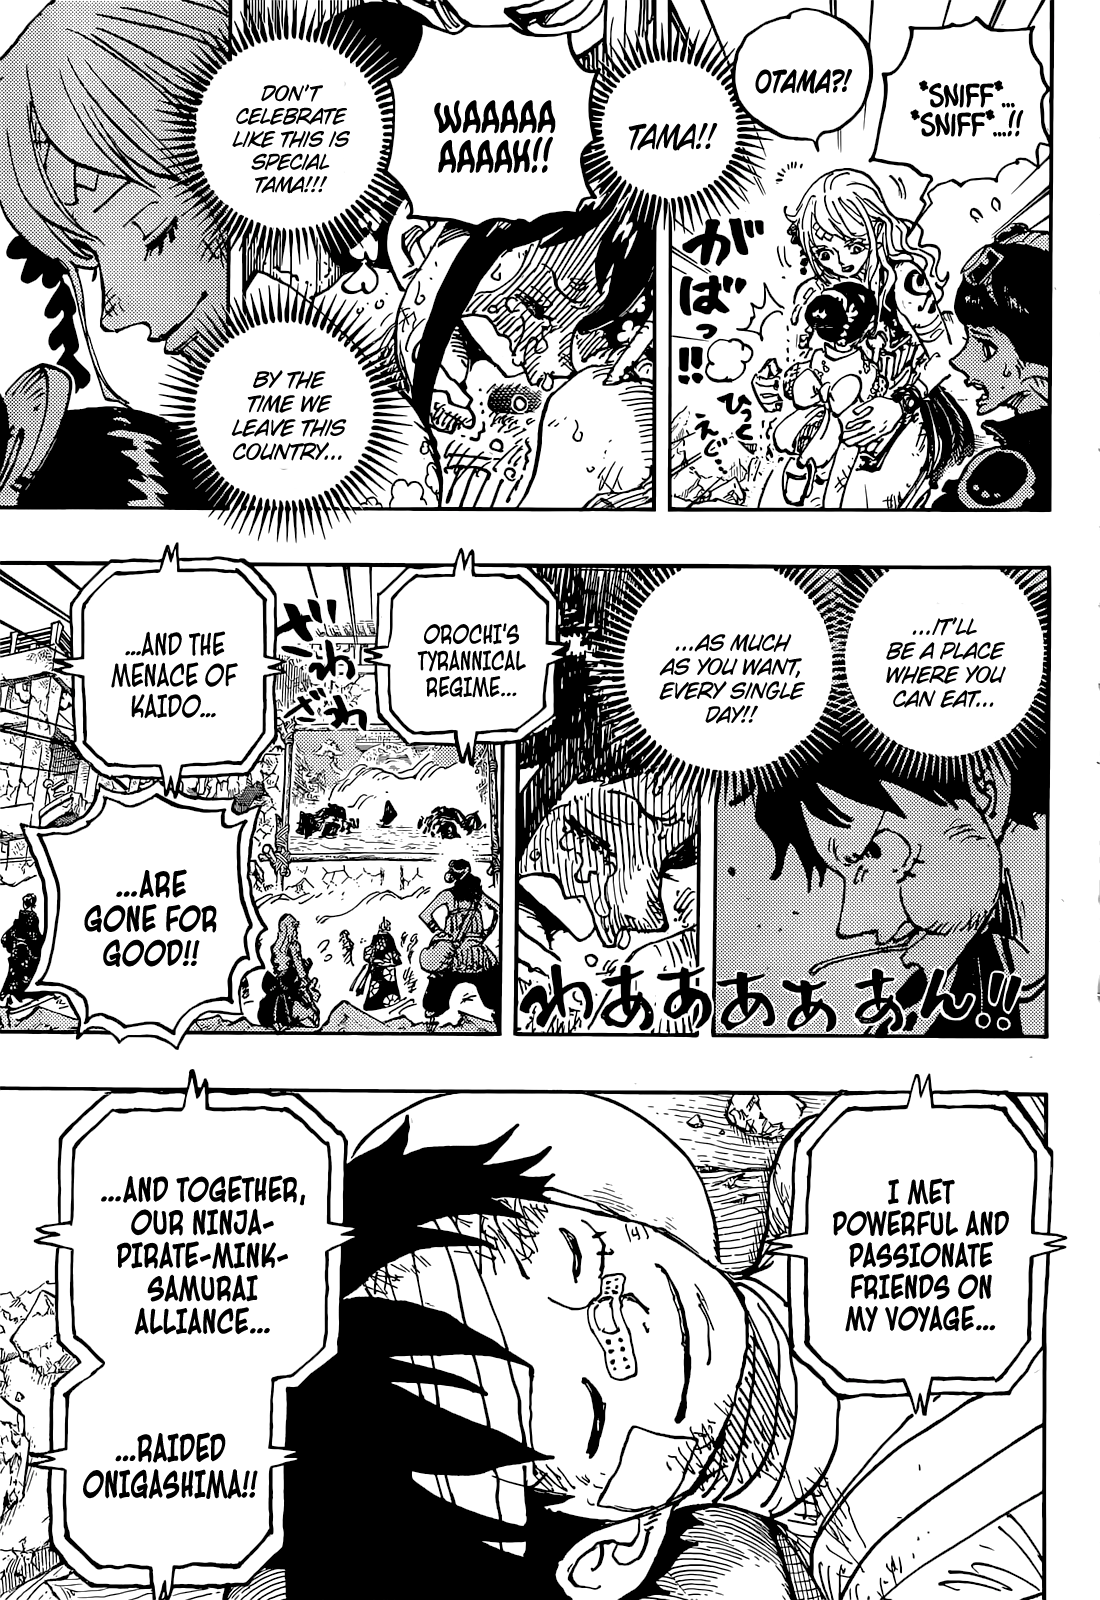 *SNIFF*...
*SNIFF*...!!
OTAMA?!
がばっ!!
ひっく
えぐ…
TAMA!!
WAAAAA
AAAAH!!
DON'T
CELEBRATE
LIKE THIS IS
SPECIAL
TAMA!!!
BY THE
TIME WE
LEAVE THIS
COUNTRY...
...IT'LL
BE A PLACE
WHERE YOU
CAN EAT...
...AS MUCH
AS YOU WANT,
EVERY SINGLE
DAY!!
わあああぁぁん!!
OROCHI'S
TYRANNICAL
REGIME...
ざわ
ざわ
...AND THE
MENACE OF
KAIDO...
...ARE
GONE FOR
GOOD!!
I MET
POWERFUL AND
PASSIONATE
FRIENDS ON
MY VOYAGE...
...AND TOGETHER,
OUR NINJA-
PIRATE-MINK-
SAMURAI
ALLIANCE...
...RAIDED
ONIGASHIMA!!